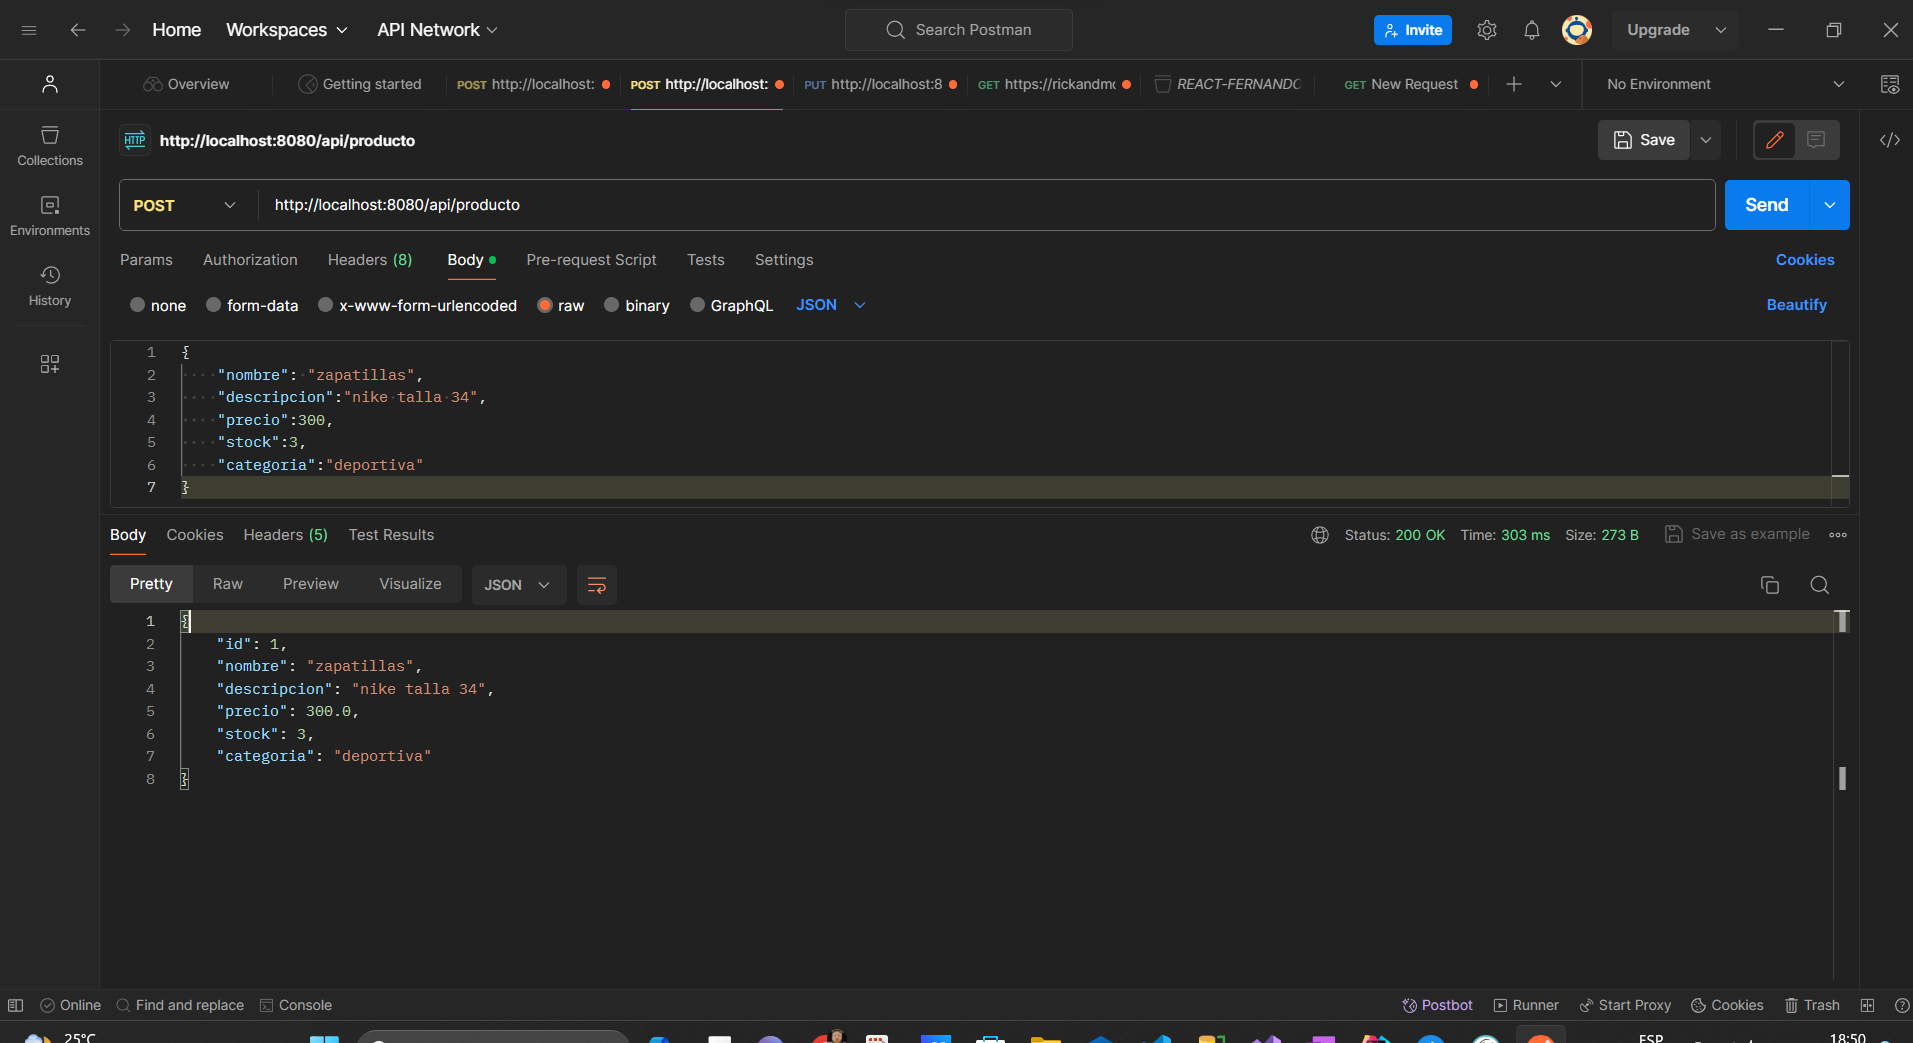 Home Workspaces API Network Search Postman Invite Upgrade
Overview Getting started POST http://localhost: POST http://localhost: PUT http://localhost:8 GET https://rickandmo REACT-FERNANDO GET New Request No Environment
HTTP http://localhost:8080/api/producto Save
Collections
POST http://localhost:8080/api/producto Send
Environments
Params Authorization Headers (8) Body Pre-request Script Tests Settings Cookies
History
none form-data x-www-form-urlencoded raw binary GraphQL JSON Beautify
1 {
2 "nombre": "zapatillas",
3 "descripcion":"nike talla 34",
4 "precio":300,
5 "stock":3,
6 "categoria":"deportiva"
7 }
Body Cookies Headers (5) Test Results Status: 200 OK Time: 303 ms Size: 273 B Save as example
Pretty Raw Preview Visualize JSON
1 {
2 "id": 1,
3 "nombre": "zapatillas",
4 "descripcion": "nike talla 34",
5 "precio": 300.0,
6 "stock": 3,
7 "categoria": "deportiva"
8 }
Online Find and replace Console Postbot Runner Start Proxy Cookies Trash
25°C ESP 18:50